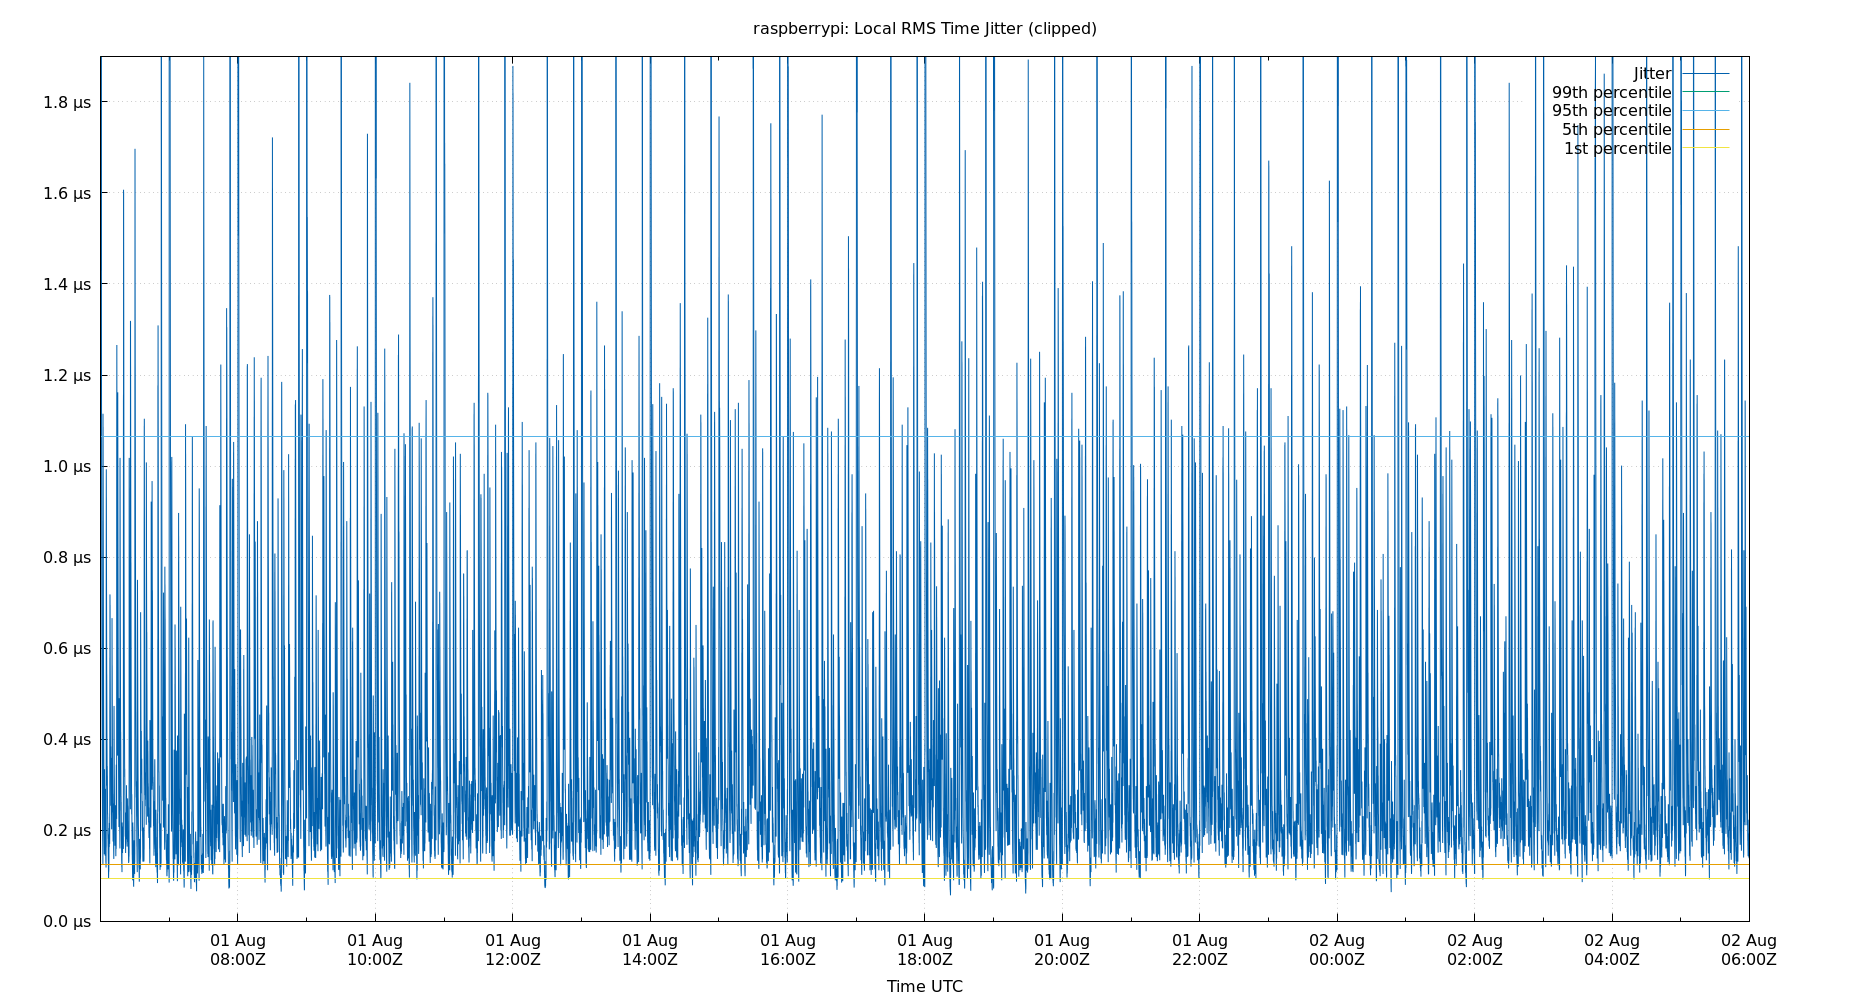 raspberrypi: Local RMS Time Jitter (clipped)
Jitter
99th percentile
95th percentile
5th percentile
1st percentile
1.8 µs
1.6 µs
1.4 µs
1.2 µs
1.0 µs
0.8 µs
0.6 µs
0.4 µs
0.2 µs
0.0 µs
01 Aug 01 Aug 01 Aug 01 Aug 01 Aug 01 Aug 01 Aug 01 Aug 02 Aug 02 Aug 02 Aug 02 Aug
08:00Z 10:00Z 12:00Z 14:00Z 16:00Z 18:00Z 20:00Z 22:00Z 00:00Z 02:00Z 04:00Z 06:00Z
Time UTC